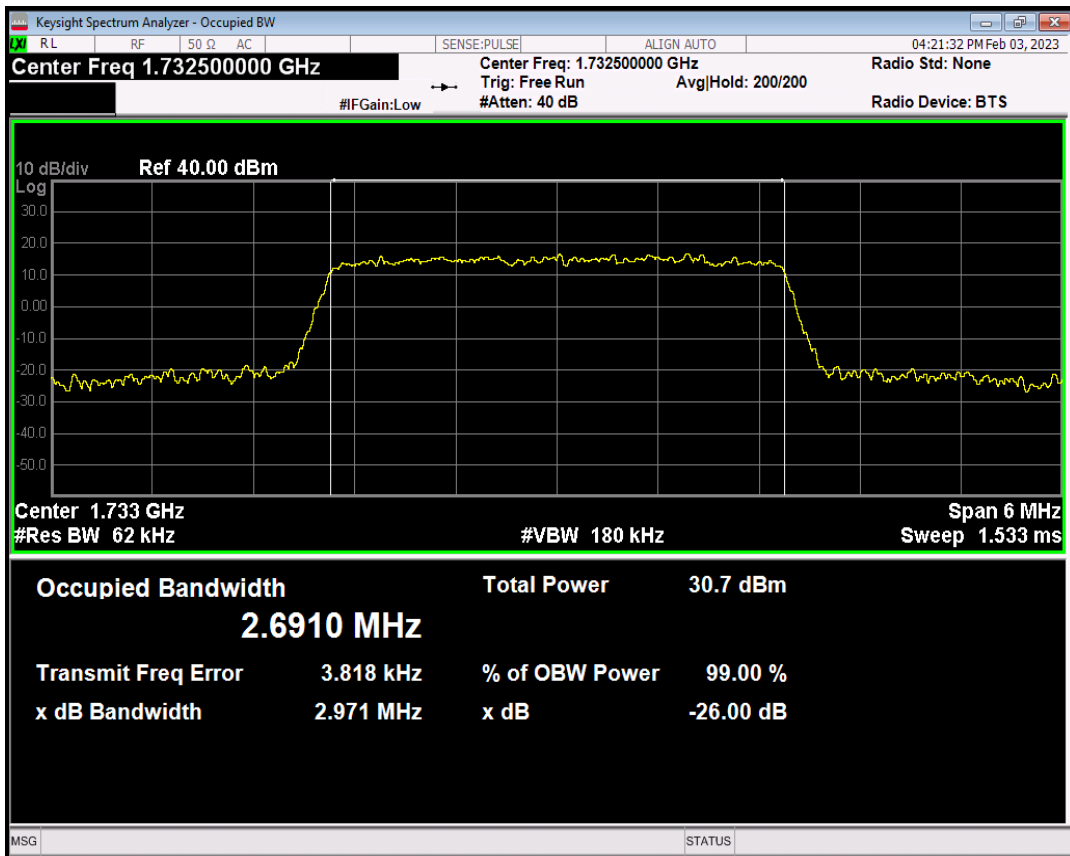 Keysight Spectrum Analyzer - Occupied BW
LXI RL RF 50 Ω AC SENSE:PULSE ALIGN AUTO 04:21:32 PM Feb 03, 2023
Center Freq 1.732500000 GHz Center Freq: 1.732500000 GHz Radio Std: None
Trig: Free Run Avg|Hold: 200/200
#IFGain:Low #Atten: 40 dB Radio Device: BTS
10 dB/div Ref 40.00 dBm
Log
30.0
20.0
10.0
0.00
-10.0
-20.0
-30.0
-40.0
-50.0
Center 1.733 GHz Span 6 MHz
#Res BW 62 kHz #VBW 180 kHz Sweep 1.533 ms
Occupied Bandwidth Total Power 30.7 dBm
2.6910 MHz
Transmit Freq Error 3.818 kHz % of OBW Power 99.00 %
x dB Bandwidth 2.971 MHz x dB -26.00 dB
MSG STATUS